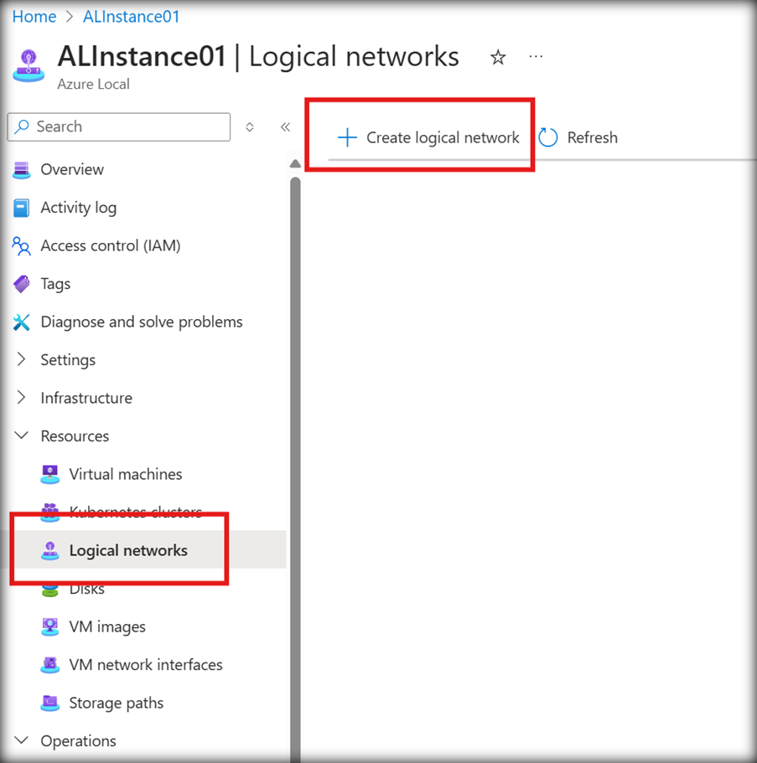 Home > ALInstance01
ALInstance01 | Logical networks
Azure Local
Search
Create logical network
Refresh
Overview
Activity log
Access control (IAM)
Tags
Diagnose and solve problems
Settings
Infrastructure
Resources
Virtual machines
Kubernetes clusters
Logical networks
Disks
VM images
VM network interfaces
Storage paths
Operations